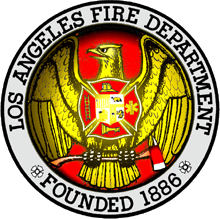 LOS ANGELES FIRE DEPARTMENT
FOUNDED 1886